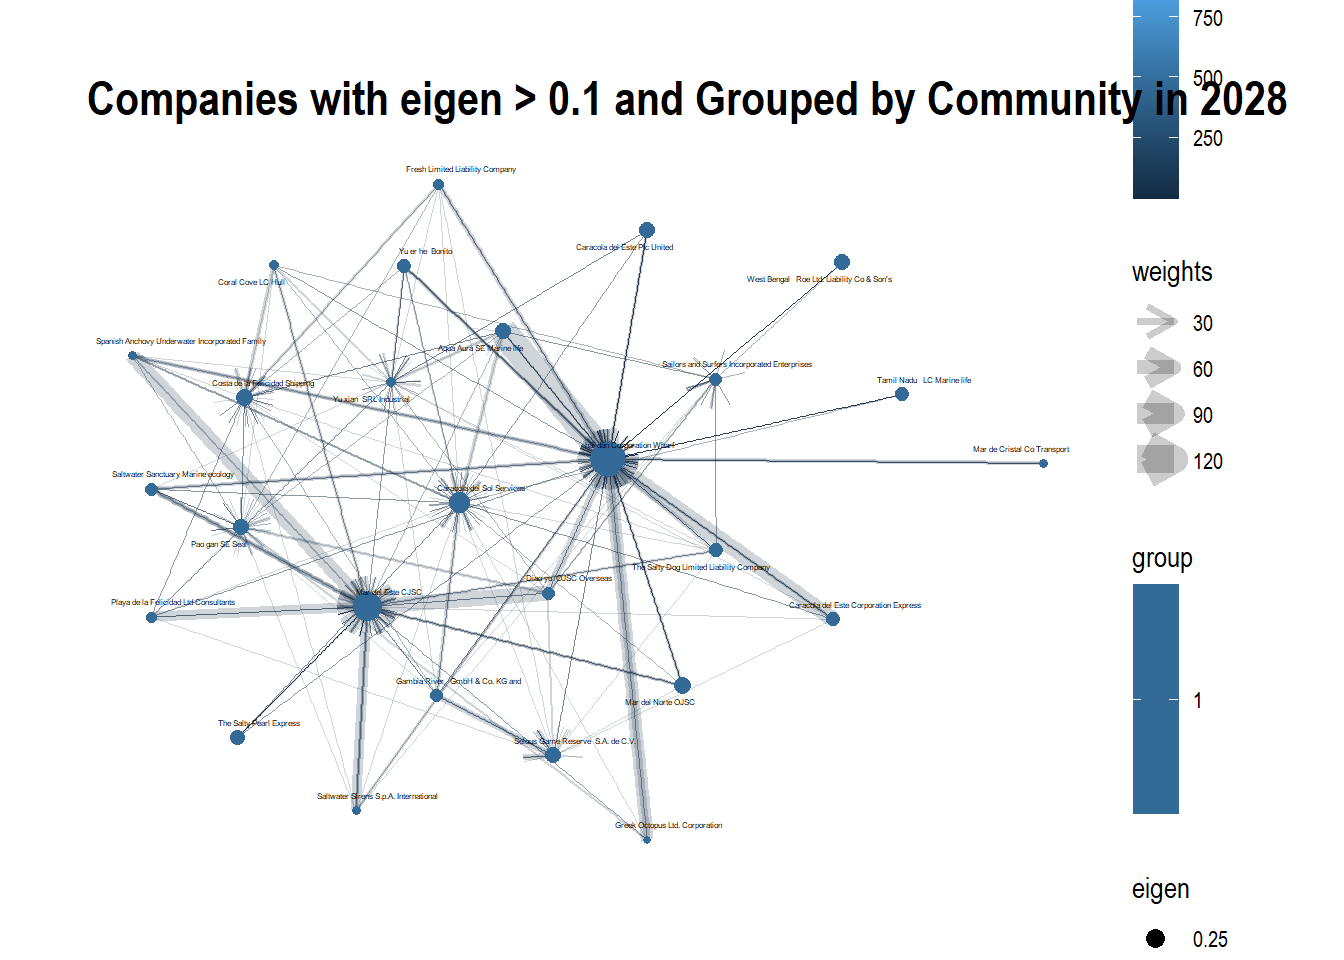 750
Companies with eigen > 0.1 and Grouped by Community in 2028
500
250
Fresh Limited Liability Company
Caracola del Este Plc United
Yu er he Bonito
Coral Cove LC Hull
West Bengal Roe Ltd. Liability Co & Son's
weights
30
Spanish Anchovy Underwater Incorporated Family
Aqua Aura SE Marine life
Sailors and Surfers Incorporated Enterprises
60
Costa de la Felicidad Shipping
Tamil Nadu LC Marine life
Yu xian SRL Industrial
90
Corporation Wharf
Mar de Cristal Co Transport
120
Saltwater Sanctuary Marine ecology
Caracola del Sol Services
Pao gan SE Seal
group
The Salty Dog Limited Liability Company
Diao yu OJSC Overseas
Mar del Este CJSC
Playa de la Felicidad Ltd Consultants
Caracola del Este Corporation Express
Gambia River GmbH & Co. KG and
Mar del Norte OJSC
1
The Salty Pearl Express
Selous Game Reserve S.A. de C.V.
Saltwater Sirens S.p.A. International
Greek Octopus Ltd. Corporation
eigen
0.25